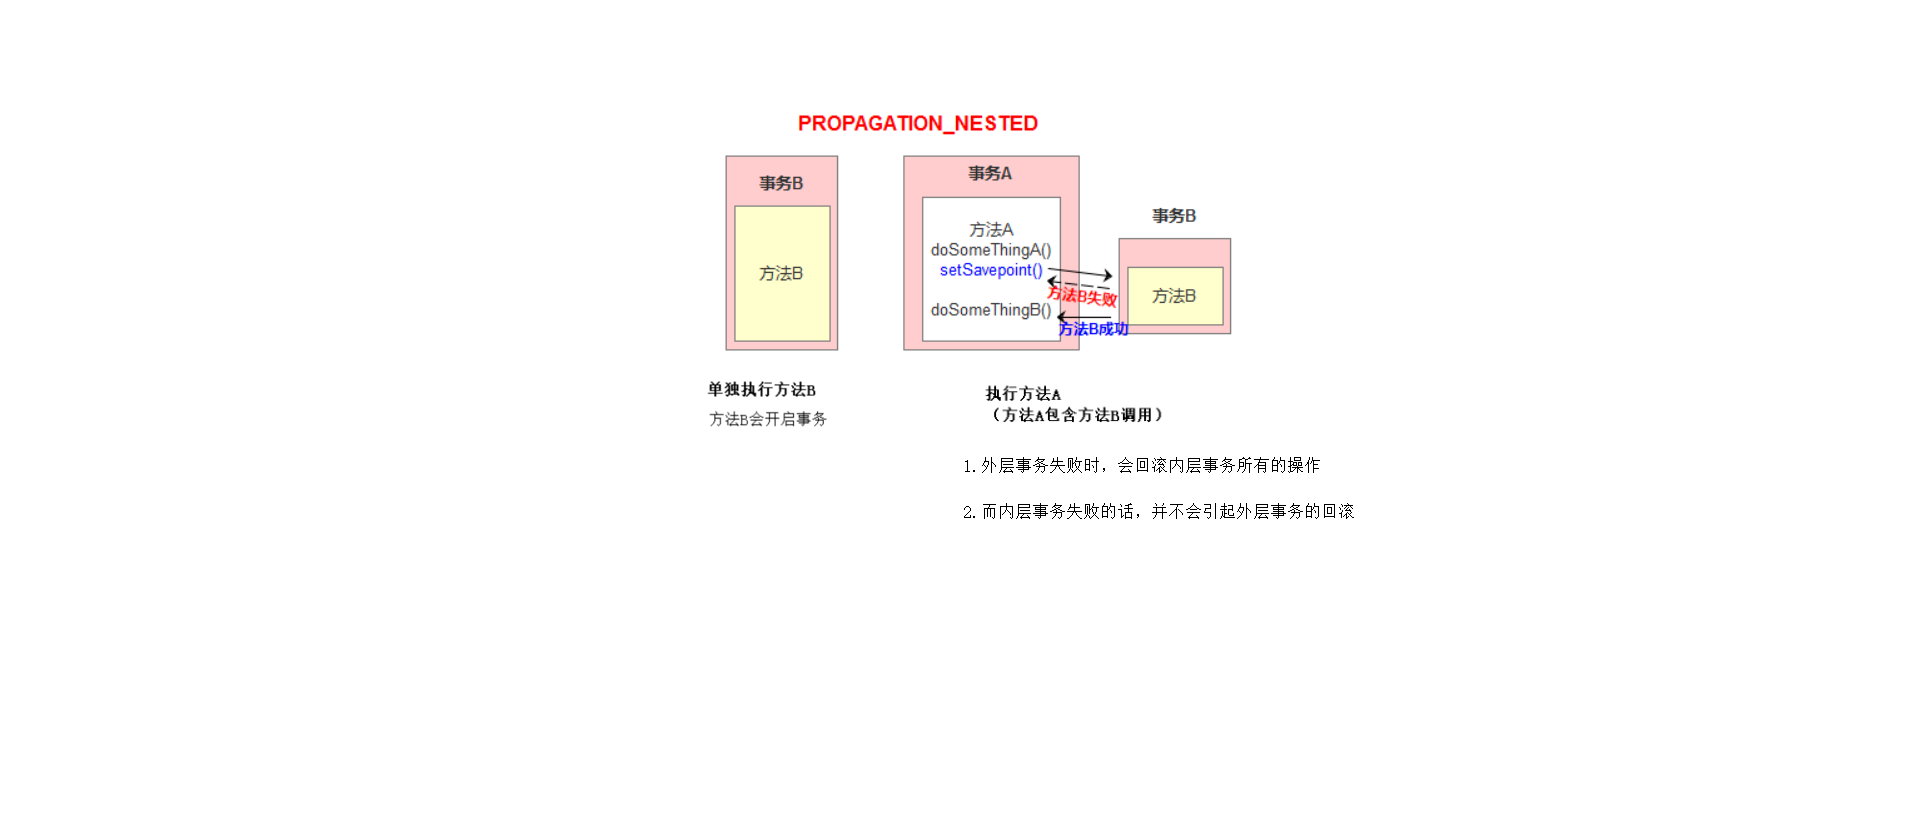 PROPAGATION_NESTED
事务B
方法B
单独执行方法B
方法B会开启事务
事务A
方法A
doSomeThingA()
setSavepoint()
doSomeThingB()
方法B失败
方法B成功
事务B
方法B
执行方法A
（方法A包含方法B调用）
1. 外层事务失败时，会回滚内层事务所有的操作
2. 而内层事务失败的话，并不会引起外层事务的回滚